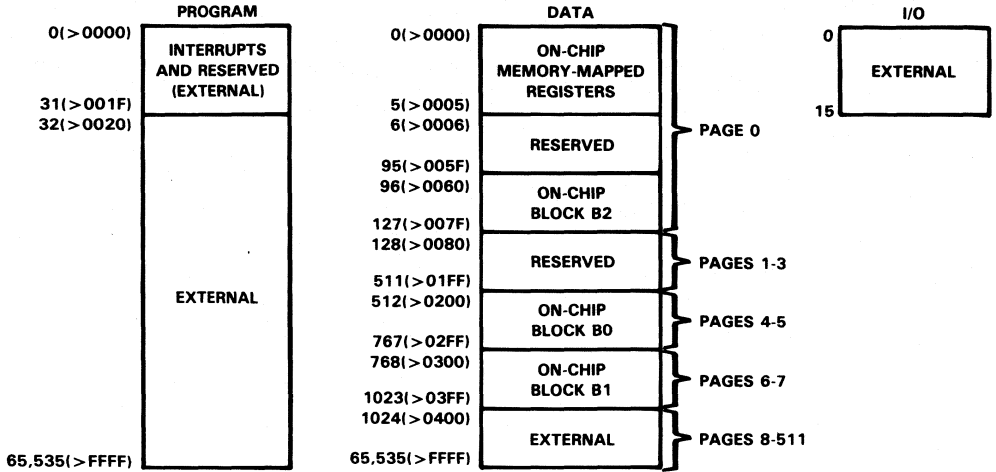 PROGRAM
0(>0000)
INTERRUPTS
AND RESERVED
(EXTERNAL)
31(>001F)
32(>0020)
EXTERNAL
65,535(>FFFF)
DATA
0(>0000)
ON-CHIP
MEMORY-MAPPED
REGISTERS
5(>0005)
6(>0006)
RESERVED
95(>005F)
96(>0060)
ON-CHIP
BLOCK B2
127(>007F)
128(>0080)
RESERVED
511(>01FF)
512(>0200)
ON-CHIP
BLOCK B0
767(>02FF)
768(>0300)
ON-CHIP
BLOCK B1
1023(>03FF)
1024(>0400)
EXTERNAL
65,535(>FFFF)
PAGE 0
PAGES 1-3
PAGES 4-5
PAGES 6-7
PAGES 8-511
I/O
0
EXTERNAL
15